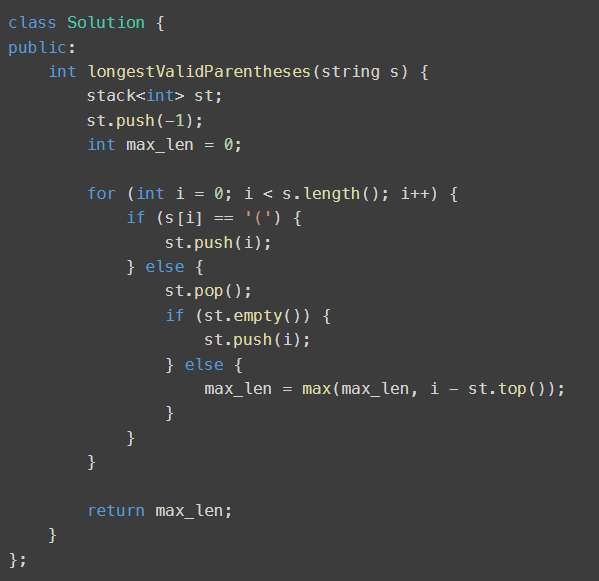 class Solution {
public:
    int longestValidParentheses(string s) {
        stack<int> st;
        st.push(-1);
        int max_len = 0;

        for (int i = 0; i < s.length(); i++) {
            if (s[i] == '(') {
                st.push(i);
            } else {
                st.pop();
                if (st.empty()) {
                    st.push(i);
                } else {
                    max_len = max(max_len, i - st.top());
                }
            }
        }

        return max_len;
    }
};